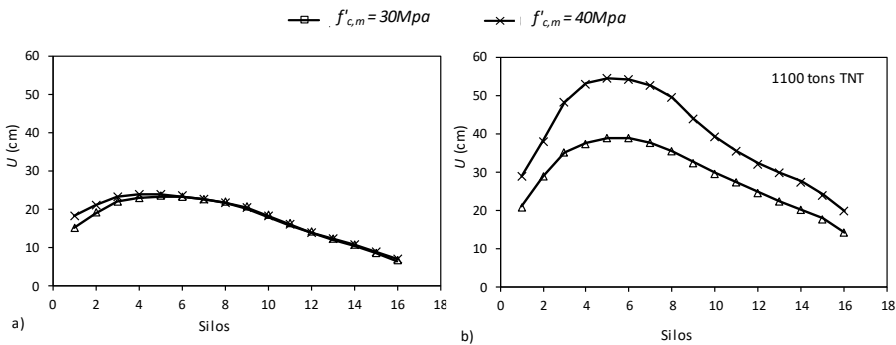 f'c,m = 30Mpa
f'c,m = 40Mpa
60
50
40
30
20
10
0
U (cm)
0 2 4 6 8 10 12 14 16 18
Silos
a)
60
50
40
30
20
10
0
U (cm)
1100 tons TNT
0 2 4 6 8 10 12 14 16 18
Silos
b)